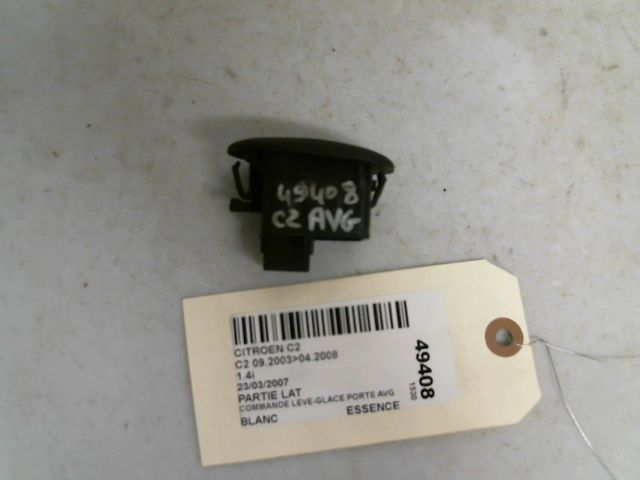 49408
C2 AVG
CITROEN C2
C2 09.2003>04.2008
1.4i
23/03/2007
PARTIE LAT
COMMANDE LEVE-GLACE PORTE AVG
BLANC ESSENCE
49408
1530